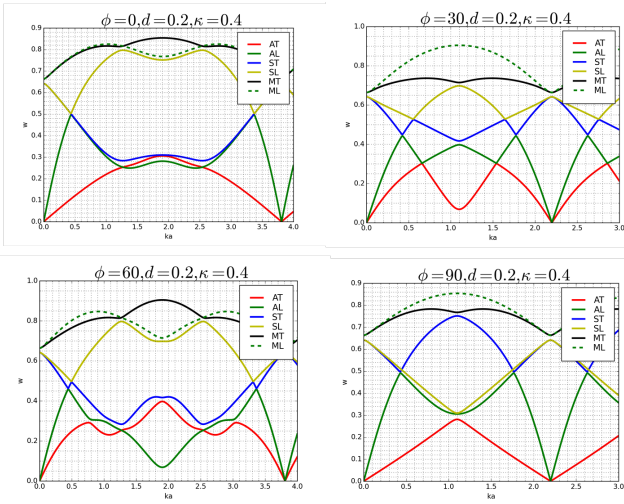 ϕ=0,d=0.2,κ=0.4
0.9
0.8
0.7
0.6
0.5
0.4
0.3
0.2
0.1
0.0
w
AT
AL
ST
SL
MT
ML
0.0 0.5 1.0 1.5 2.0 2.5 3.0 3.5 4.0
ka
ϕ=30,d=0.2,κ=0.4
1.0
0.8
0.6
0.4
0.2
0.0
w
AT
AL
ST
SL
MT
ML
0.0 0.5 1.0 1.5 2.0 2.5 3.0
ka
ϕ=60,d=0.2,κ=0.4
1.0
0.8
0.6
0.4
0.2
0.0
w
AT
AL
ST
SL
MT
ML
0.0 0.5 1.0 1.5 2.0 2.5 3.0 3.5 4.0
ka
ϕ=90,d=0.2,κ=0.4
0.9
0.8
0.7
0.6
0.5
0.4
0.3
0.2
0.1
0.0
w
AT
AL
ST
SL
MT
ML
0.0 0.5 1.0 1.5 2.0 2.5 3.0
ka